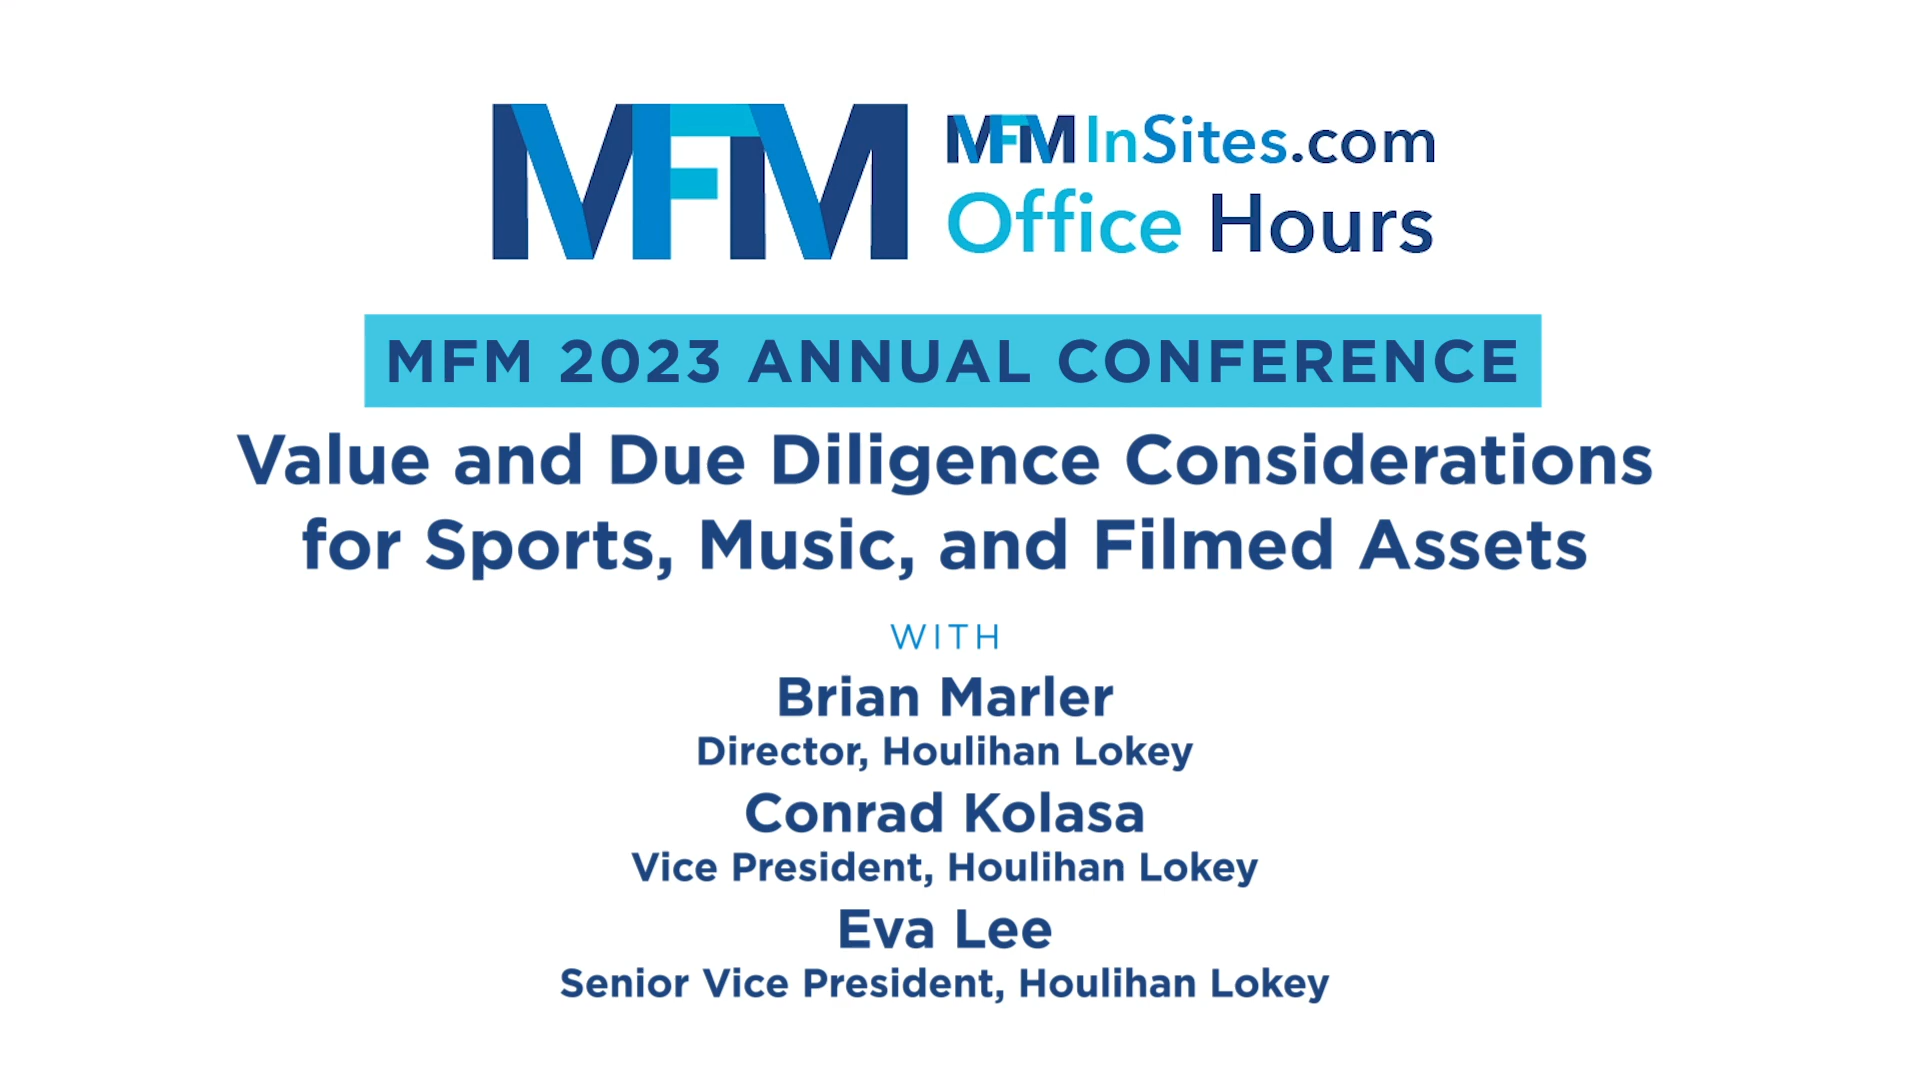 MFM
MFM InSites.com
Office Hours
MFM 2023 ANNUAL CONFERENCE
Value and Due Diligence Considerations
for Sports, Music, and Filmed Assets
WITH
Brian Marler
Director, Houlihan Lokey
Conrad Kolasa
Vice President, Houlihan Lokey
Eva Lee
Senior Vice President, Houlihan Lokey